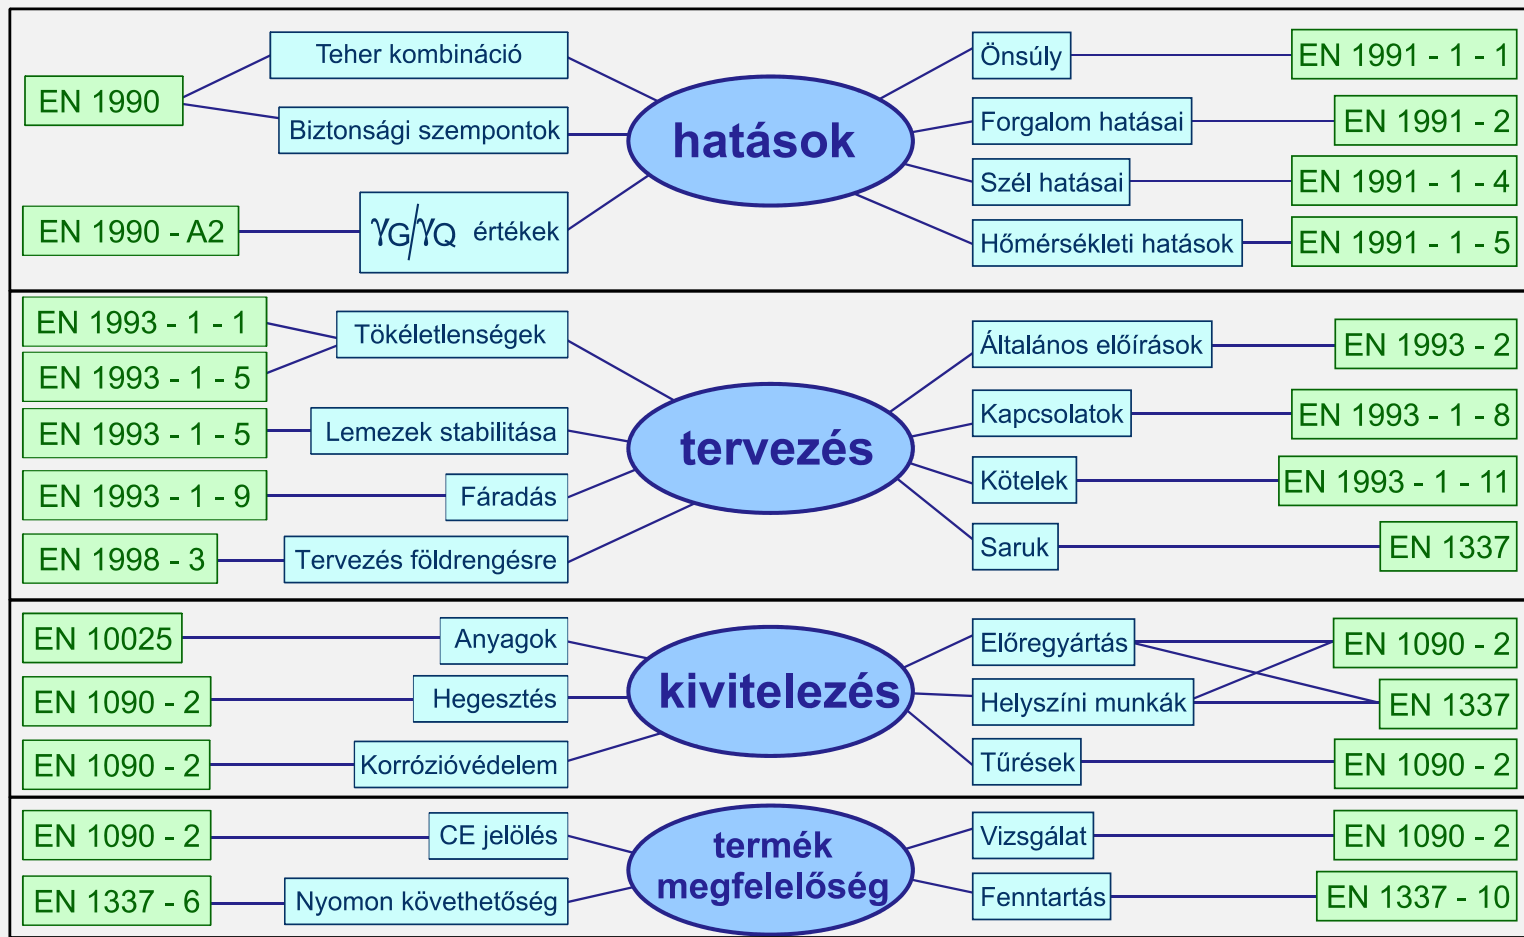 Teher kombináció
EN 1990
Biztonsági szempontok
EN 1990 - A2
γG/γQ értékek
hatások
Önsúly
EN 1991 - 1 - 1
Forgalom hatásai
EN 1991 - 2
Szél hatásai
EN 1991 - 1 - 4
Hőmérsékleti hatások
EN 1991 - 1 - 5
EN 1993 - 1 - 1
Tökéletlenségek
EN 1993 - 1 - 5
EN 1993 - 1 - 5
Lemezek stabilitása
EN 1993 - 1 - 9
Fáradás
EN 1998 - 3
Tervezés földrengésre
tervezés
Általános előírások
EN 1993 - 2
Kapcsolatok
EN 1993 - 1 - 8
Kötelek
EN 1993 - 1 - 11
Saruk
EN 1337
EN 10025
Anyagok
EN 1090 - 2
Hegesztés
EN 1090 - 2
Korrózióvédelem
kivitelezés
Előregyártás
EN 1090 - 2
Helyszíni munkák
EN 1337
Tűrések
EN 1090 - 2
EN 1090 - 2
CE jelölés
EN 1337 - 6
Nyomon követhetőség
termék
megfelelőség
Vizsgálat
EN 1090 - 2
Fenntartás
EN 1337 - 10